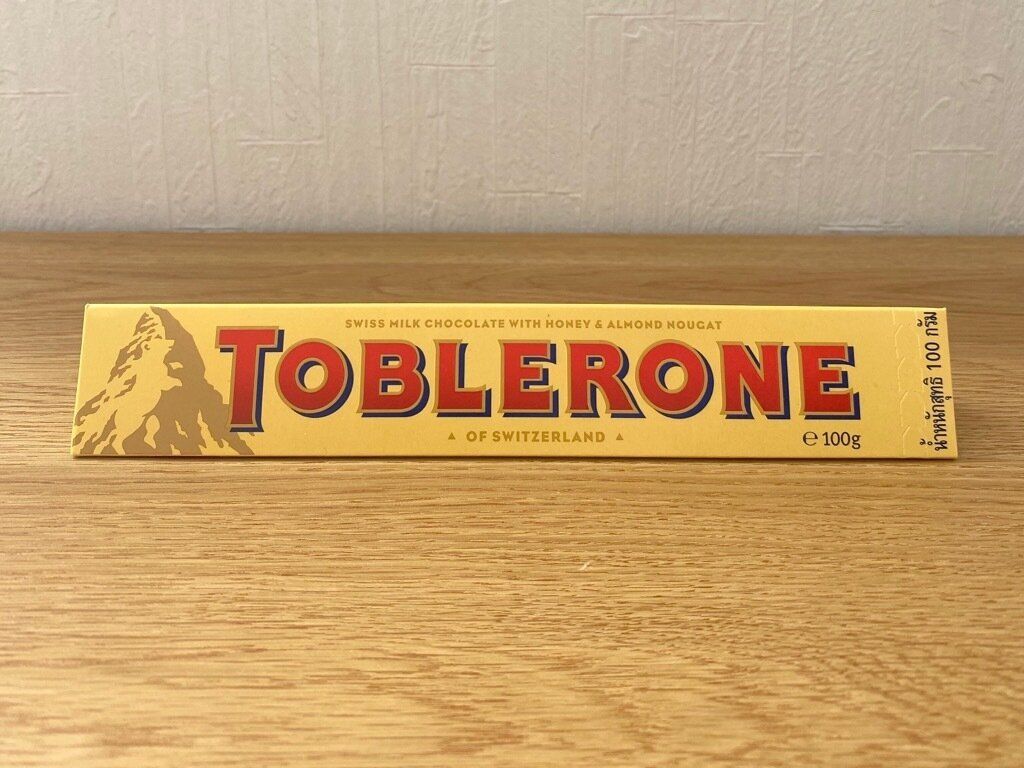 SWISS MILK CHOCOLATE WITH HONEY & ALMOND NOUGAT
TOBLERONE
OF SWITZERLAND
℮ 100g
น้ำหนักสุทธิ 100 กรัม